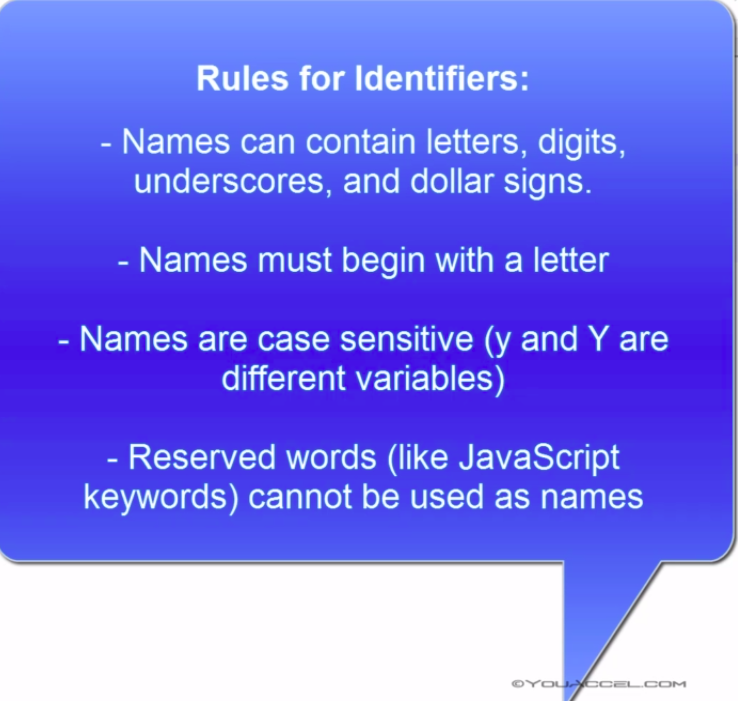 Rules for Identifiers:
- Names can contain letters, digits,
underscores, and dollar signs.
- Names must begin with a letter
- Names are case sensitive (y and Y are
different variables)
- Reserved words (like JavaScript
keywords) cannot be used as names
©YOUACCEL.COM